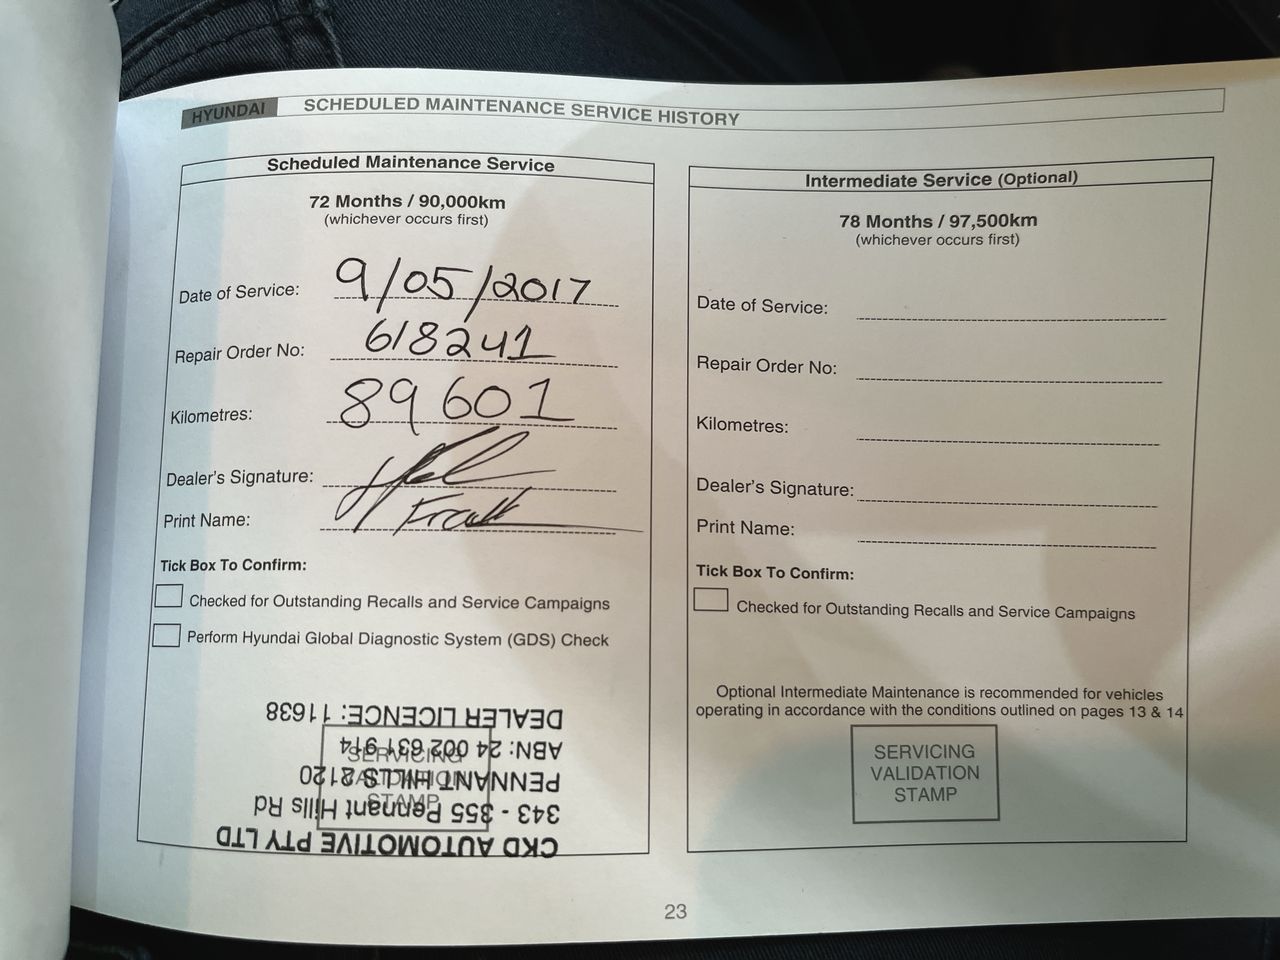 HYUNDAI SCHEDULED MAINTENANCE SERVICE HISTORY
Scheduled Maintenance Service
72 Months / 90,000km
(whichever occurs first)
Date of Service: 9/05/2017
Repair Order No: 618241
Kilometres: 89601
Dealer's Signature:
Print Name:
Tick Box To Confirm:
Checked for Outstanding Recalls and Service Campaigns
Perform Hyundai Global Diagnostic System (GDS) Check
SERVICING
VALIDATION
STAMP
CKD AUTOMOTIVE PTY LTD
343 - 355 Pennant Hills Rd
PENNANT HILLS 2120
ABN: 24 002 631 914
DEALER LICENCE: 11638
Intermediate Service (Optional)
78 Months / 97,500km
(whichever occurs first)
Date of Service:
Repair Order No:
Kilometres:
Dealer's Signature:
Print Name:
Tick Box To Confirm:
Checked for Outstanding Recalls and Service Campaigns
Optional Intermediate Maintenance is recommended for vehicles
operating in accordance with the conditions outlined on pages 13 & 14
SERVICING
VALIDATION
STAMP
23